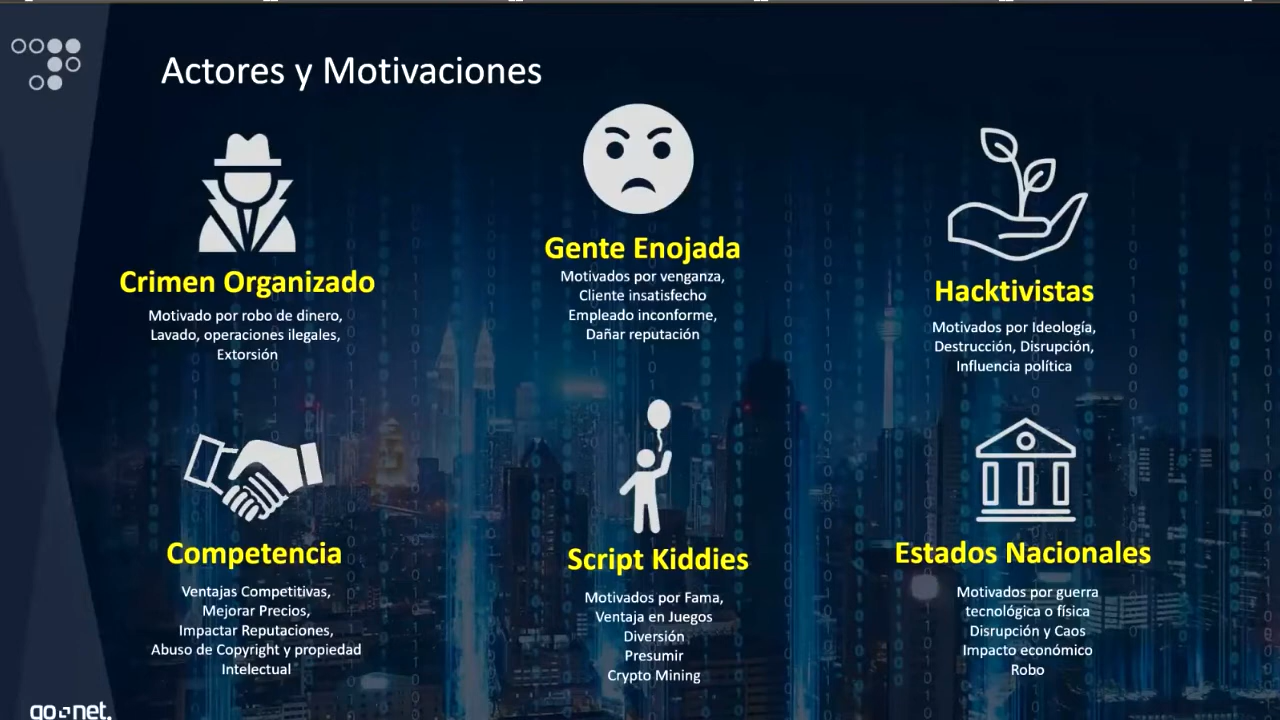 Actores y Motivaciones
Crimen Organizado
Motivado por robo de dinero,
Lavado, operaciones ilegales,
Extorsión
Gente Enojada
Motivados por venganza,
Cliente insatisfecho
Empleado inconforme,
Dañar reputación
Hacktivistas
Motivados por Ideología,
Destrucción, Disrupción,
Influencia política
Competencia
Ventajas Competitivas,
Mejorar Precios,
Impactar Reputaciones,
Abuso de Copyright y propiedad
Intelectual
Script Kiddies
Motivados por Fama,
Ventaja en Juegos
Diversión
Presumir
Crypto Mining
Estados Nacionales
Motivados por guerra
tecnológica o física
Disrupción y Caos
Impacto económico
Robo